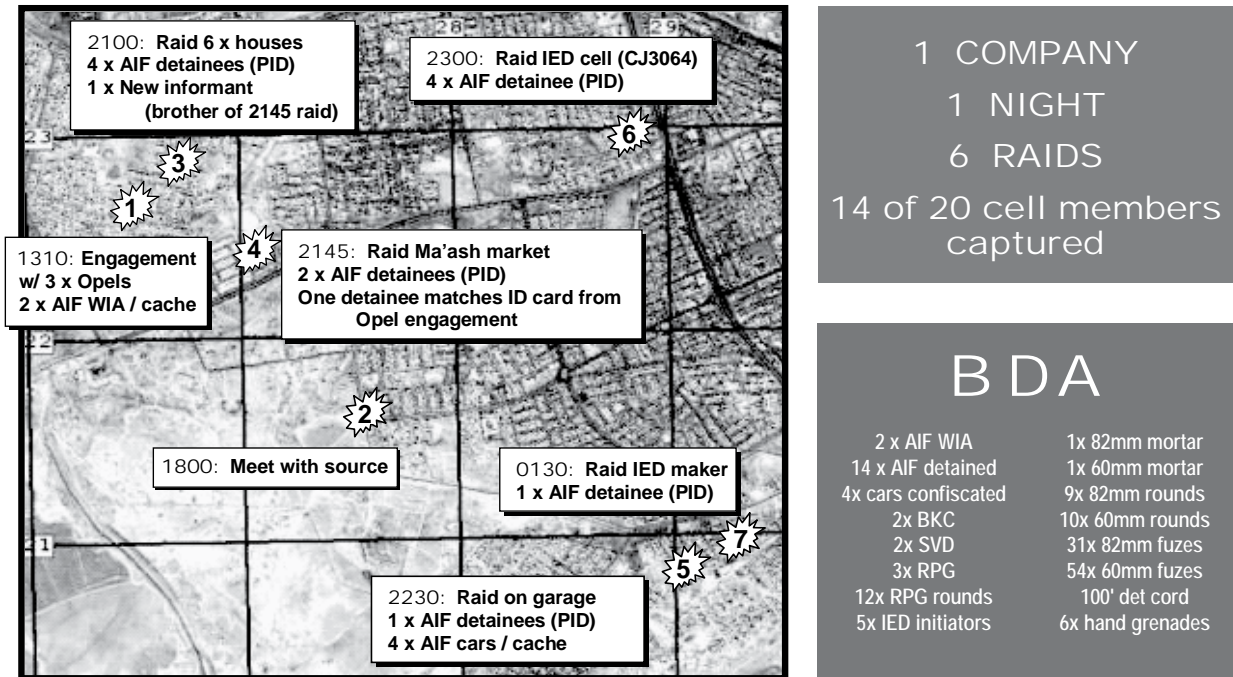 28
29
2100: Raid 6 x houses
4 x AIF detainees (PID)
1 x New informant
(brother of 2145 raid)
2300: Raid IED cell (CJ3064)
4 x AIF detainee (PID)
23
6
3
1
4
1310: Engagement
w/ 3 x Opels
2 x AIF WIA / cache
2145: Raid Ma'ash market
2 x AIF detainees (PID)
One detainee matches ID card from
Opel engagement
22
2
1800: Meet with source
0130: Raid IED maker
1 x AIF detainee (PID)
1
7
5
2230: Raid on garage
1 x AIF detainees (PID)
4 x AIF cars / cache
1 COMPANY
1 NIGHT
6 RAIDS
14 of 20 cell members
captured
BDA
2 x AIF WIA
14 x AIF detained
4x cars confiscated
2x BKC
2x SVD
3x RPG
12x RPG rounds
5x IED initiators
1x 82mm mortar
1x 60mm mortar
9x 82mm rounds
10x 60mm rounds
31x 82mm fuzes
54x 60mm fuzes
100' det cord
6x hand grenades